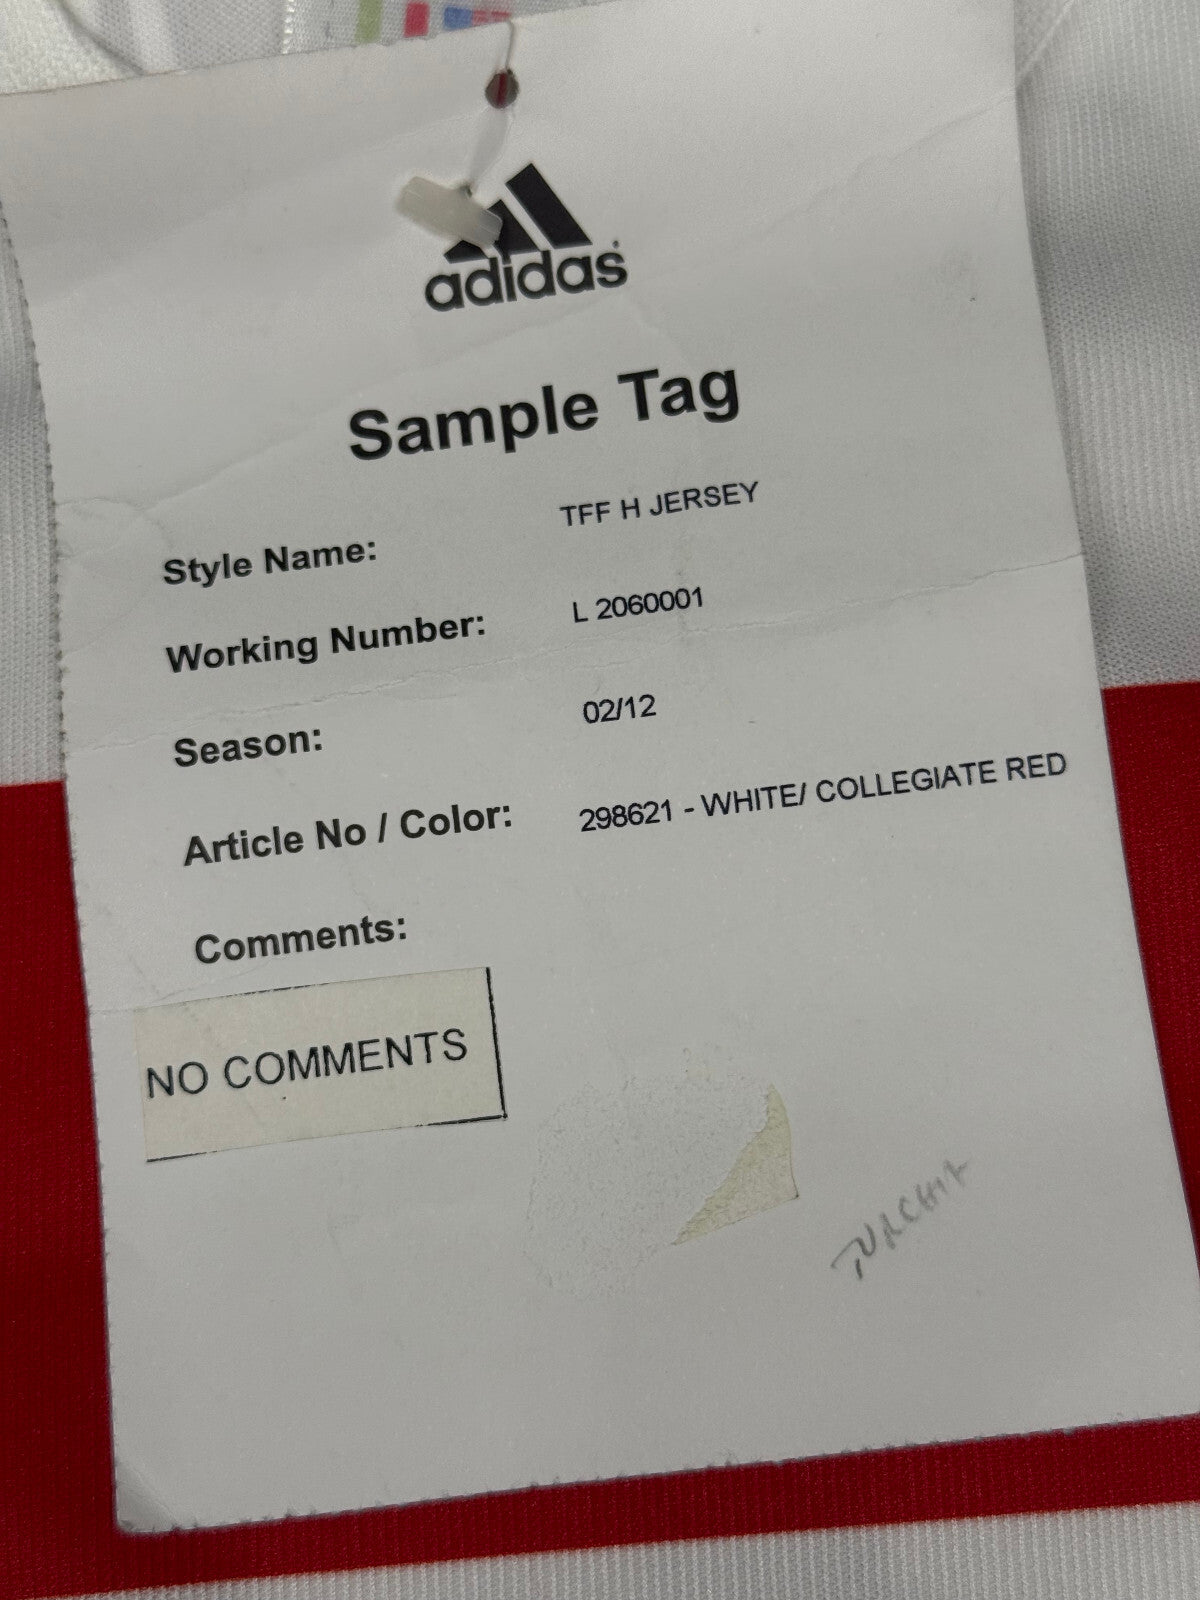 adidas
Sample Tag
Style Name: TFF H JERSEY
Working Number: L 2060001
Season: 02/12
Article No / Color: 298621 - WHITE/ COLLEGIATE RED
Comments:
NO COMMENTS